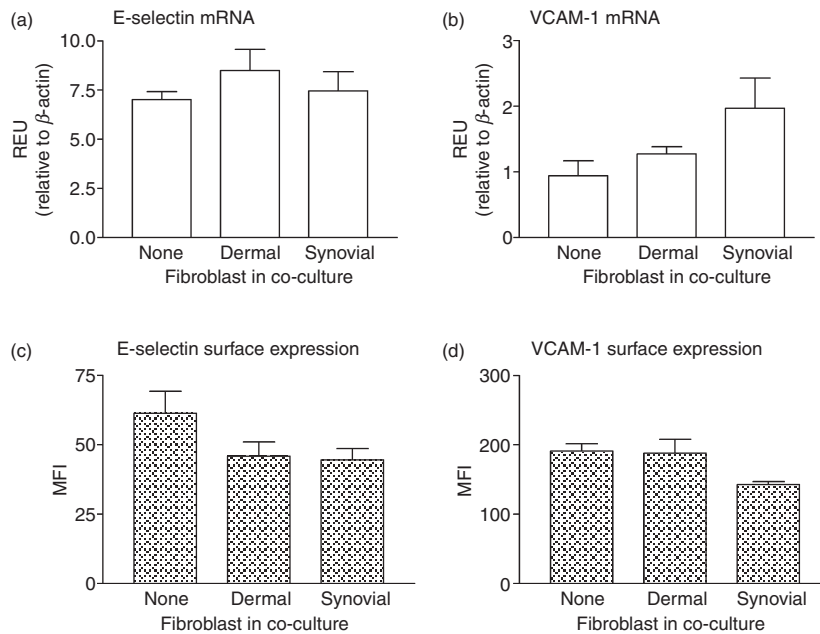 (a) E-selectin mRNA
10.0
7.5
5.0
2.5
0.0
REU
(relative to β-actin)
None Dermal Synovial
Fibroblast in co-culture
(b) VCAM-1 mRNA
3
2
1
0
REU
(relative to β-actin)
None Dermal Synovial
Fibroblast in co-culture
(c) E-selectin surface expression
75
50
25
0
MFI
None Dermal Synovial
Fibroblast in co-culture
(d) VCAM-1 surface expression
300
200
100
0
MFI
None Dermal Synovial
Fibroblast in co-culture